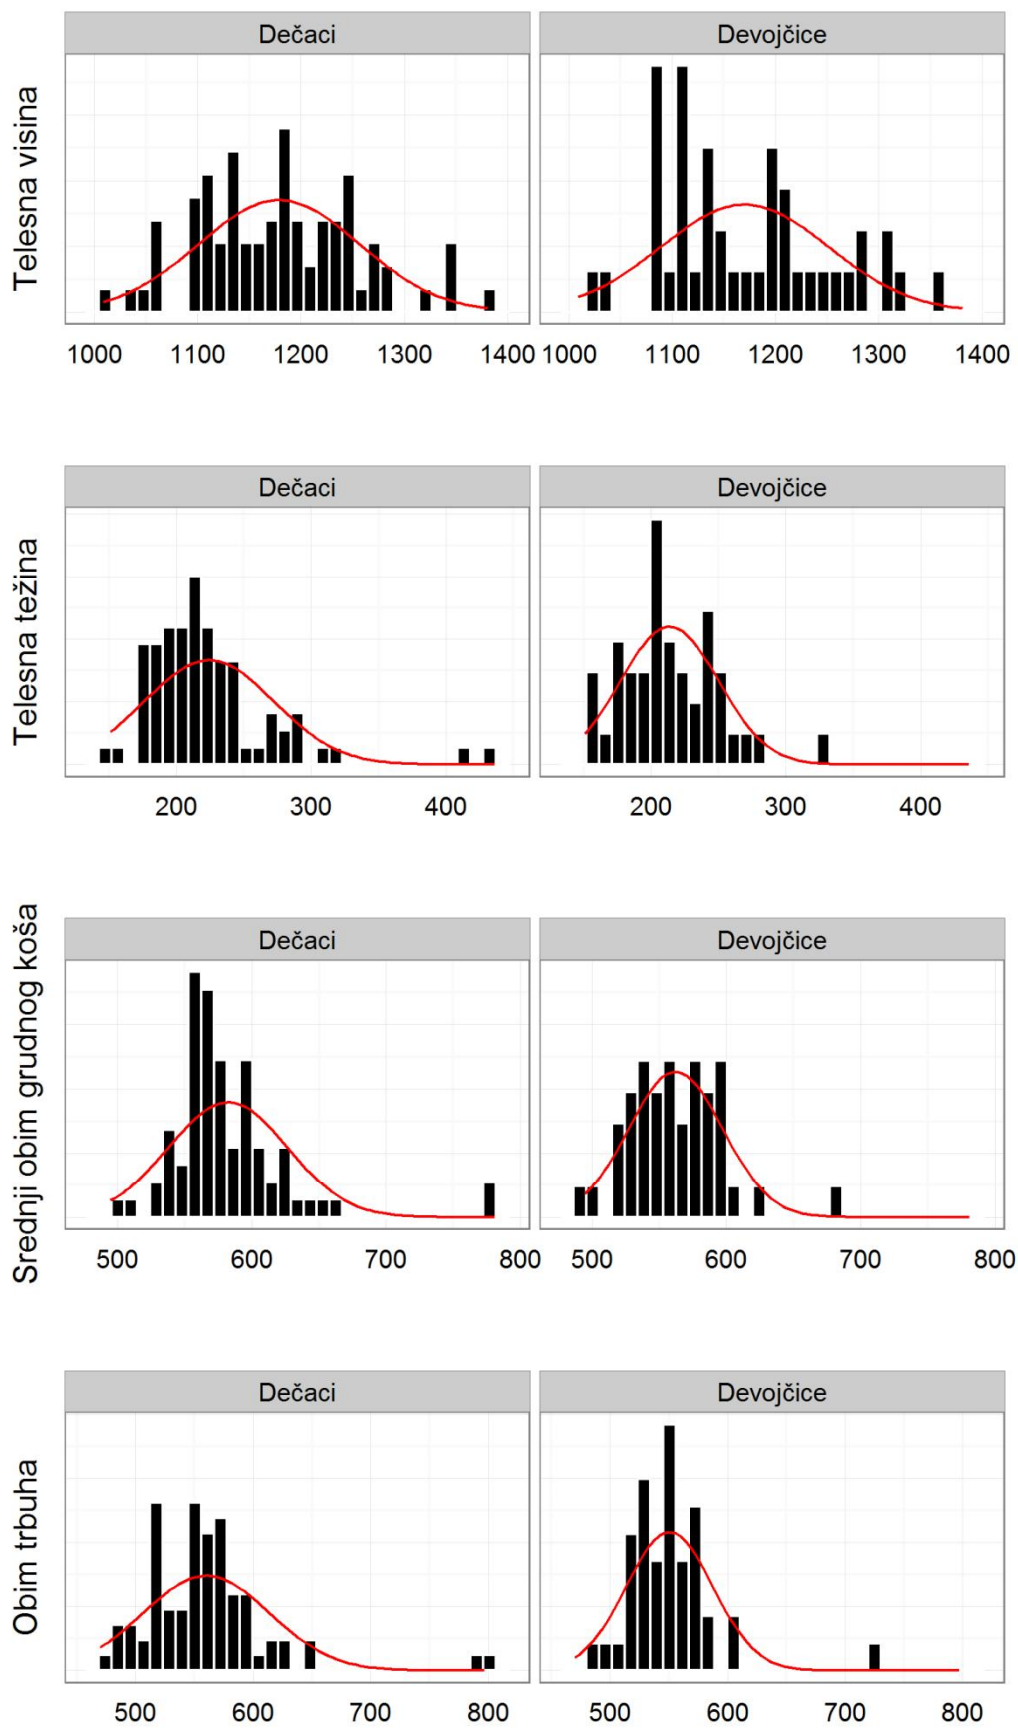 Telesna visina
Dečaci
Devojčice
1000 1100 1200 1300 1400
1000 1100 1200 1300 1400
Telesna težina
Dečaci
Devojčice
200 300 400
200 300 400
Srednji obim grudnog koša
Dečaci
Devojčice
500 600 700 800
500 600 700 800
Obim trbuha
Dečaci
Devojčice
500 600 700 800
500 600 700 800